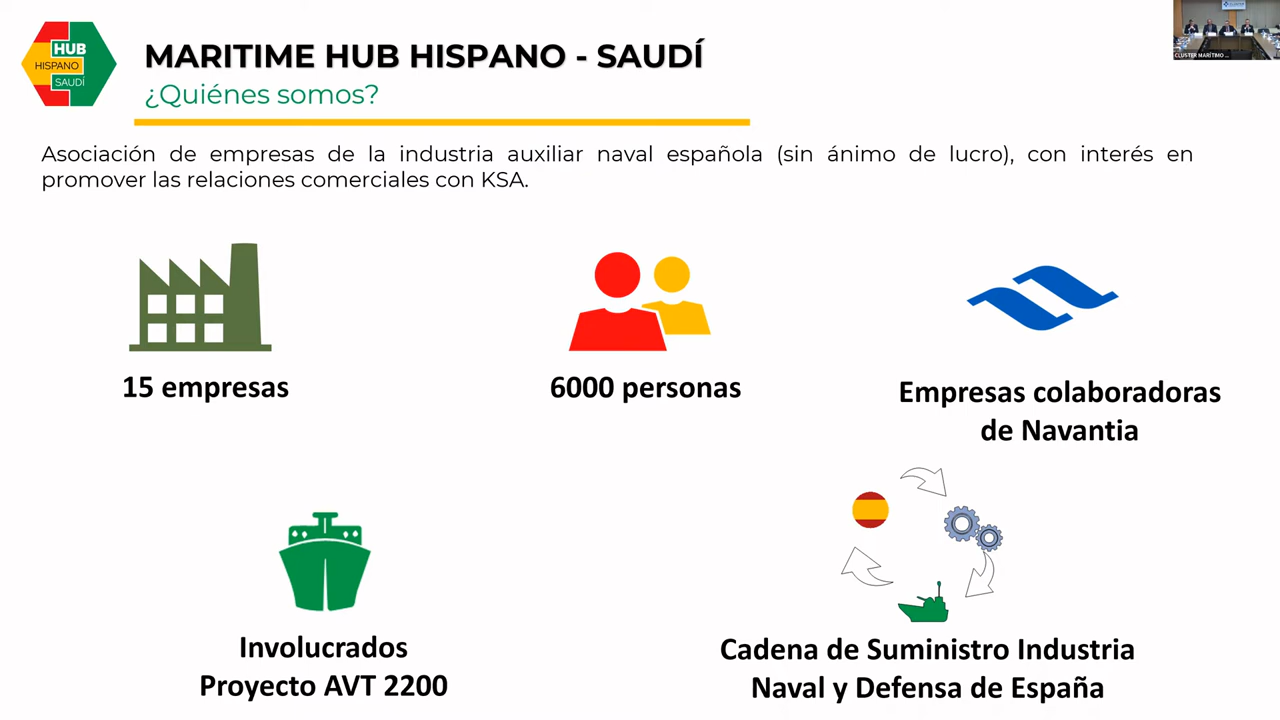 HUB
HISPANO
SAUDÍ
MARITIME HUB HISPANO - SAUDÍ
¿Quiénes somos?
CLUSTER MARÍTIMO ...
Asociación de empresas de la industria auxiliar naval española (sin ánimo de lucro), con interés en
promover las relaciones comerciales con KSA.
15 empresas
6000 personas
Empresas colaboradoras
de Navantia
Involucrados
Proyecto AVT 2200
Cadena de Suministro Industria
Naval y Defensa de España